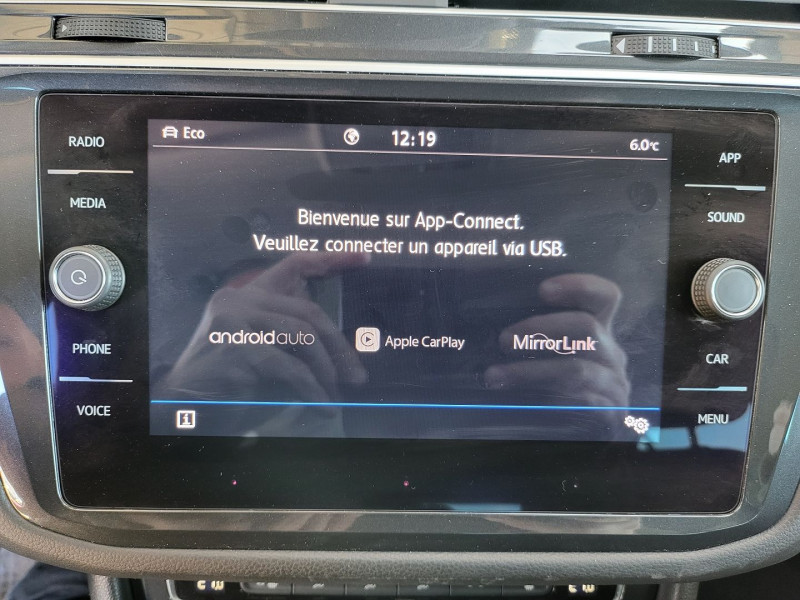 Eco 12:19 6.0°C
RADIO
MEDIA
PHONE
VOICE
Bienvenue sur App-Connect.
Veuillez connecter un appareil via USB.
androidauto Apple CarPlay MirrorLink
i
APP
SOUND
CAR
MENU